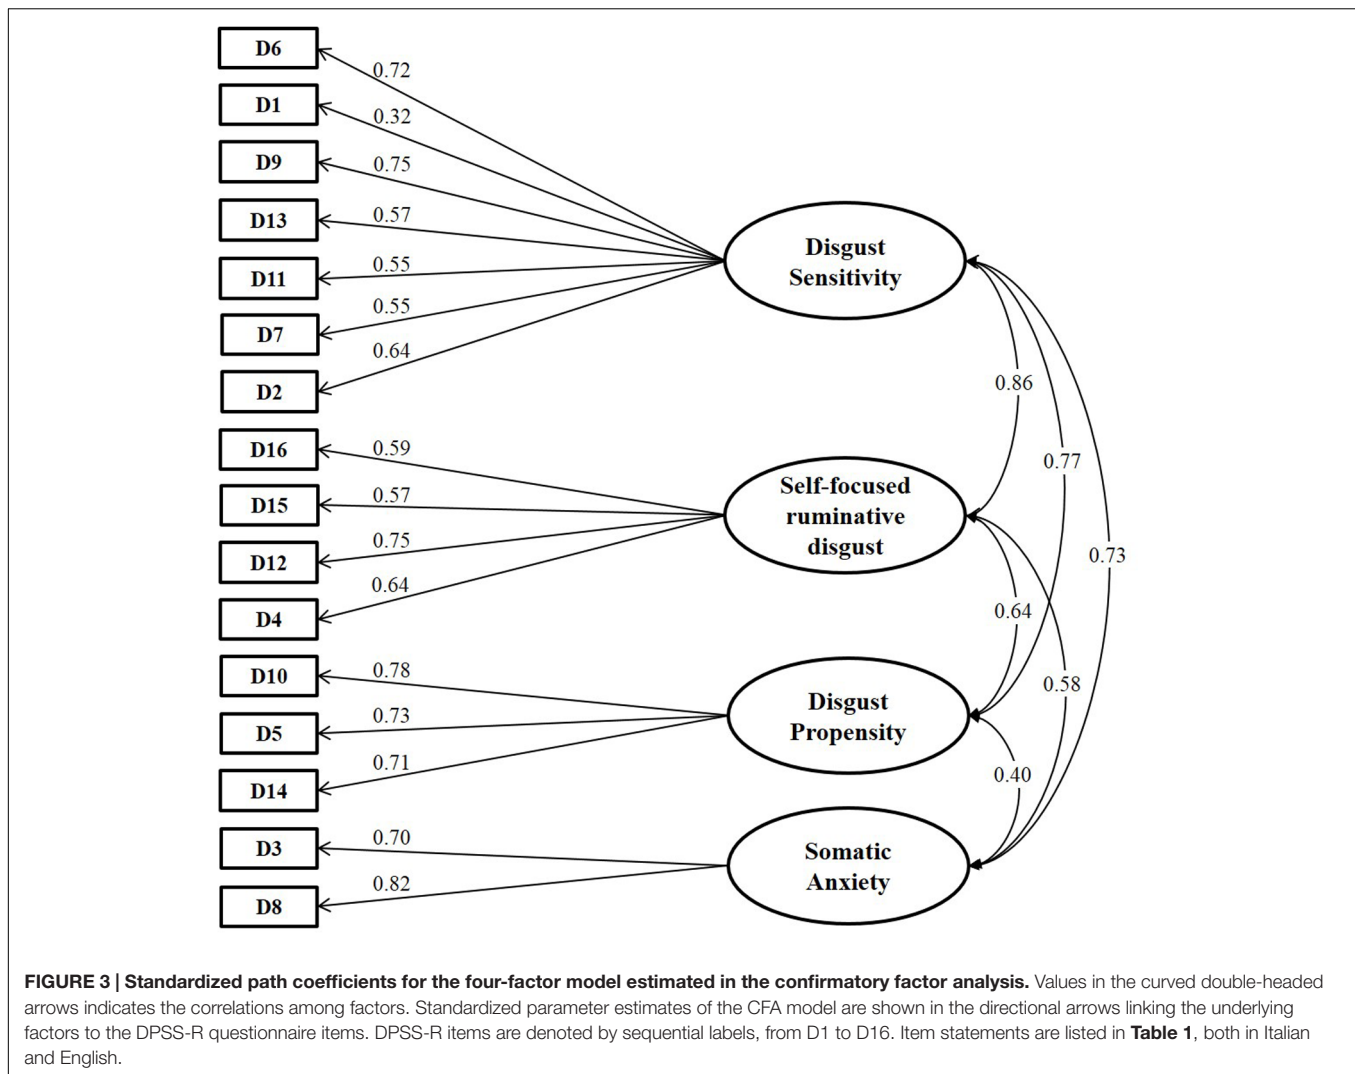 D6
0.72
D1
0.32
D9
0.75
D13
0.57
D11
0.55
D7
0.55
D2
0.64
Disgust
Sensitivity
D16
0.59
D15
0.57
D12
0.75
D4
0.64
Self-focused
ruminative
disgust
D10
0.78
D5
0.73
D14
0.71
Disgust
Propensity
D3
0.70
D8
0.82
Somatic
Anxiety
0.86
0.77
0.73
0.64
0.58
0.40
FIGURE 3 | Standardized path coefficients for the four-factor model estimated in the confirmatory factor analysis. Values in the curved double-headed
arrows indicates the correlations among factors. Standardized parameter estimates of the CFA model are shown in the directional arrows linking the underlying
factors to the DPSS-R questionnaire items. DPSS-R items are denoted by sequential labels, from D1 to D16. Item statements are listed in Table 1, both in Italian
and English.